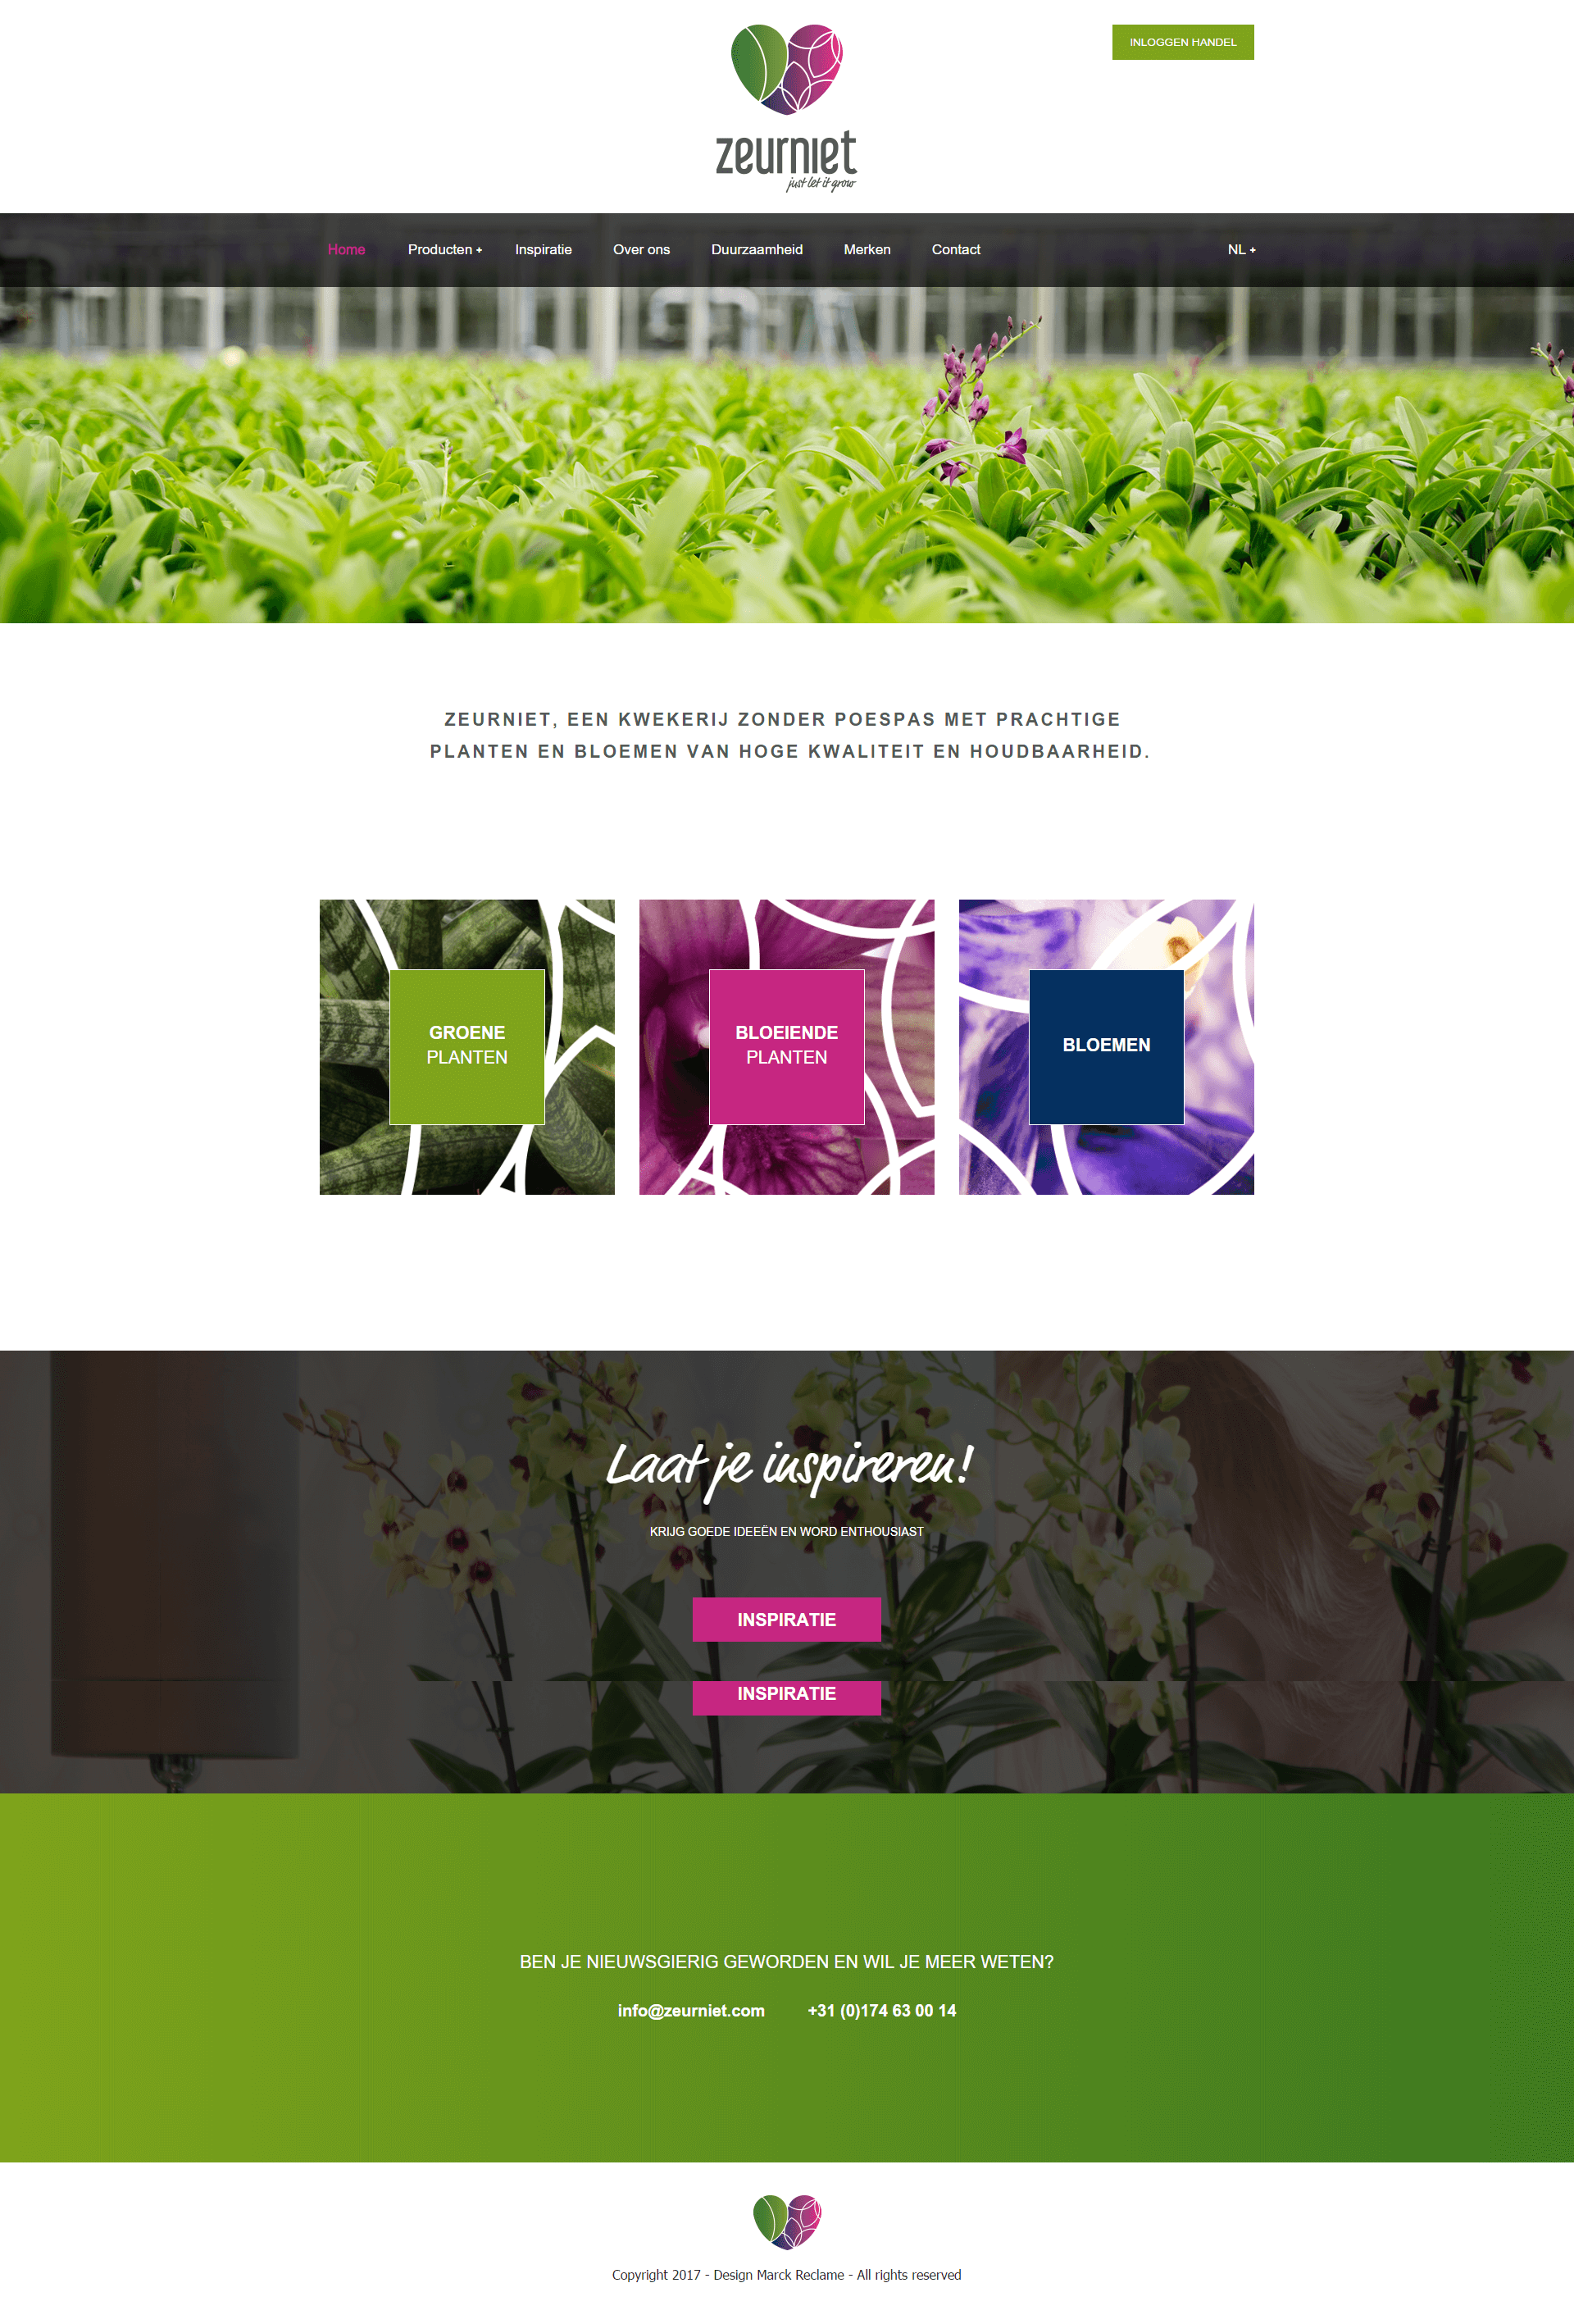 INLOGGEN HANDEL
zeurniet
just let it grow
Home Producten + Inspiratie Over ons Duurzaamheid Merken Contact NL +
ZEURNIET, EEN KWEKERIJ ZONDER POESPAS MET PRACHTIGE
PLANTEN EN BLOEMEN VAN HOGE KWALITEIT EN HOUDBAARHEID.
GROENE
PLANTEN
BLOEIENDE
PLANTEN
BLOEMEN
Laat je inspireren!
KRIJG GOEDE IDEEËN EN WORD ENTHOUSIAST
INSPIRATIE
INSPIRATIE
BEN JE NIEUWSGIERIG GEWORDEN EN WIL JE MEER WETEN?
info@zeurniet.com +31 (0)174 63 00 14
Copyright 2017 - Design Marck Reclame - All rights reserved